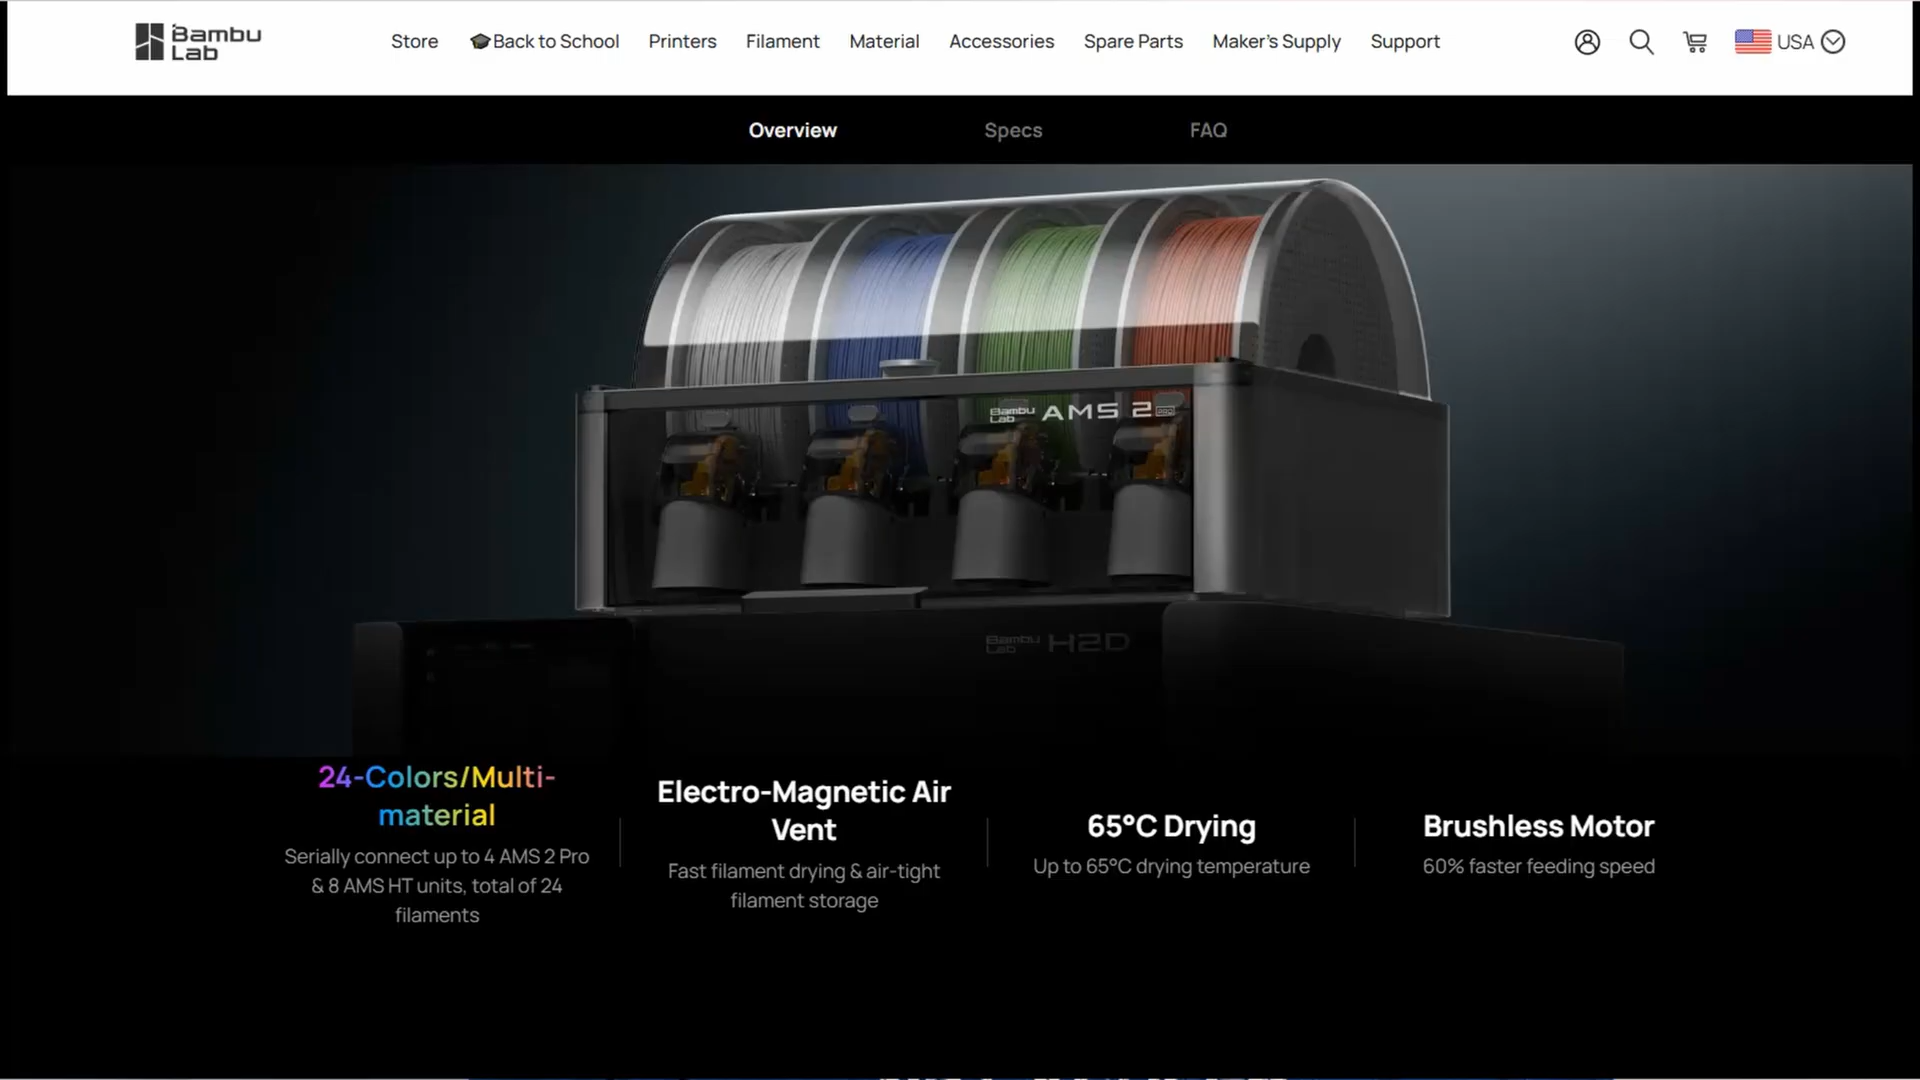 Bambu
Lab
Store
Back to School
Printers
Filament
Material
Accessories
Spare Parts
Maker's Supply
Support
USA
Overview
Specs
FAQ
Bambu
Lab
AMS 2 PRO
Bambu
Lab
H2D
24-Colors/Multi-
material
Serially connect up to 4 AMS 2 Pro
& 8 AMS HT units, total of 24
filaments
Electro-Magnetic Air
Vent
Fast filament drying & air-tight
filament storage
65°C Drying
Up to 65°C drying temperature
Brushless Motor
60% faster feeding speed